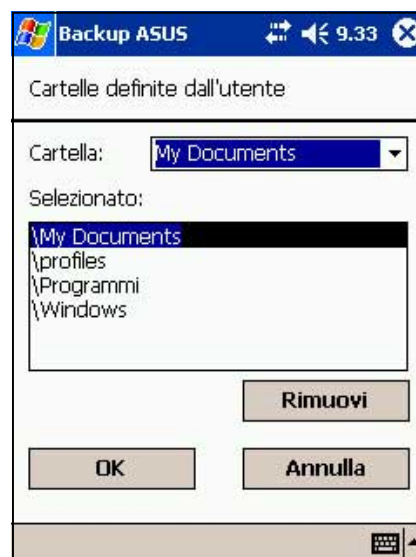 Backup ASUS 9.33
Cartelle definite dall'utente
Cartella: My Documents
Selezionato:
\My Documents
\profiles
\Programmi
\Windows
Rimuovi
OK Annulla